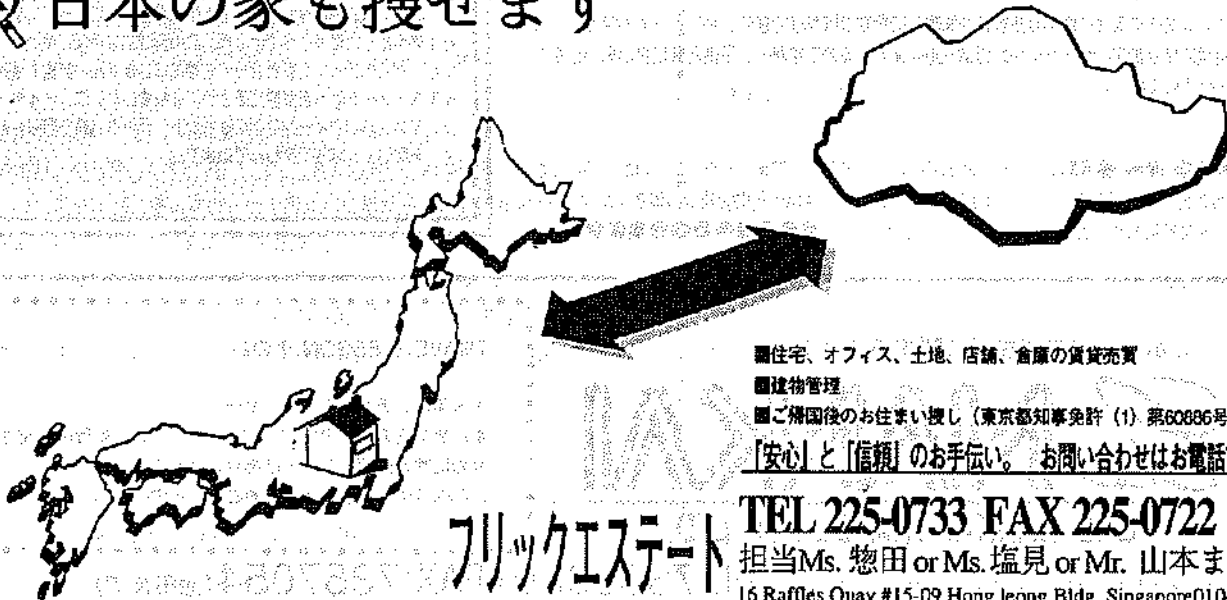 日本の家も捜せます
■住宅、オフィス、土地、店舗、倉庫の賃貸売買
■建物管理
■ご帰国後のお住まい捜し（東京都知事免許（1）第60886号
「安心」と「信頼」のお手伝い。 お問い合わせはお電話
フリックエステート
TEL 225-0733 FAX 225-0722
担当Ms. 惣田 or Ms. 塩見 or Mr. 山本ま
16 Raffles Quay #15-09 Hong leong Bldg. Singapore010